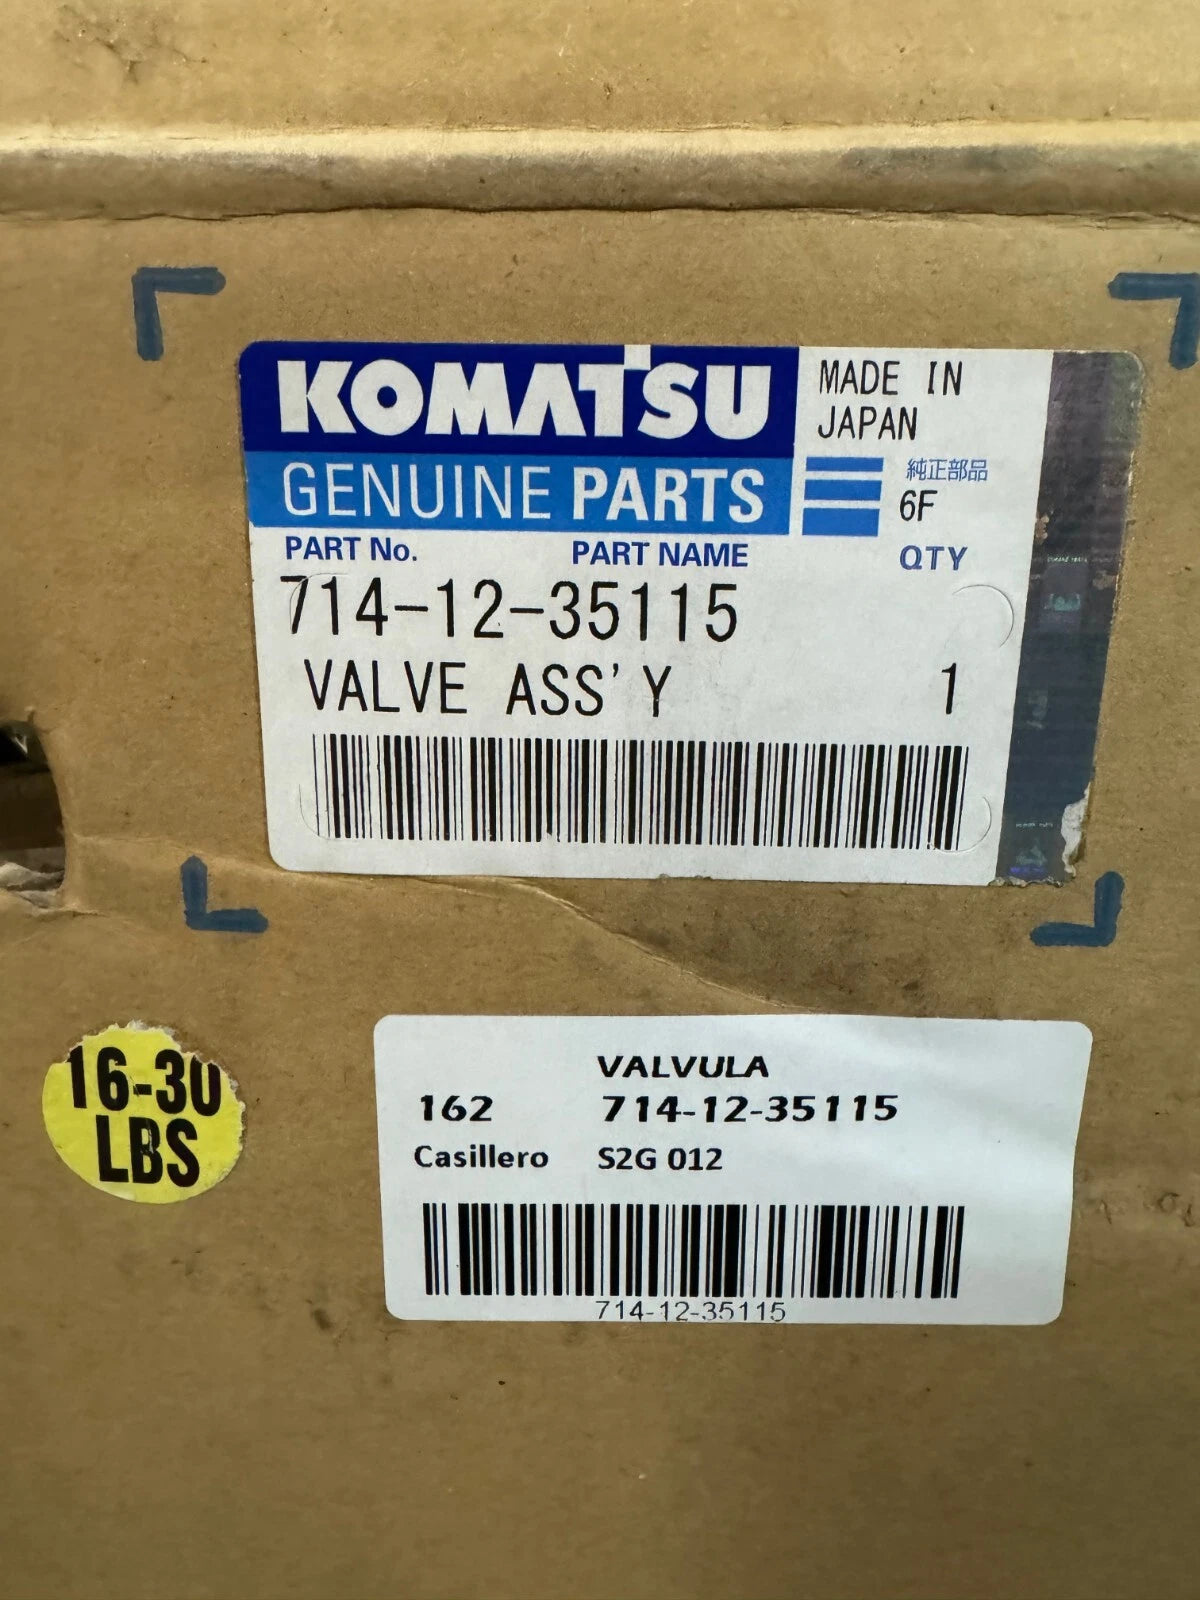 KOMATSU
GENUINE PARTS
MADE IN
JAPAN
純正部品
6F
PART No. PART NAME QTY
714-12-35115
VALVE ASS'Y 1
16-30
LBS
VALVULA
162 714-12-35115
Casillero S2G 012
714-12-35115